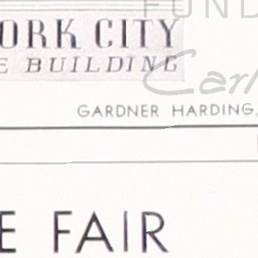 FUND
ORK CITY
E BUILDING
Carl
GARDNER HARDING,
E FAIR